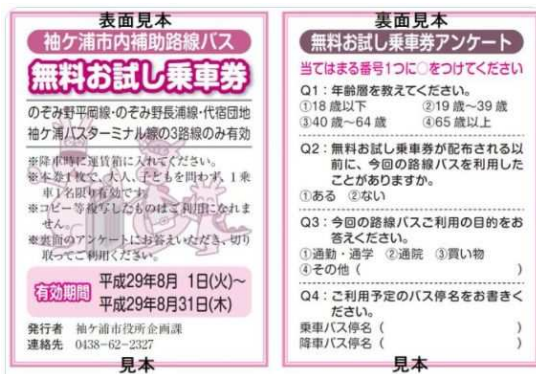 表面見本
袖ケ浦市内補助路線バス
無料お試し乗車券
のぞみ野平岡線・のぞみ野長浦線・代宿団地
袖ケ浦バスターミナル線の3路線のみ有効
※降車時に運賃箱に入れてください。
※本券1枚で、大人、子どもを問わず、1乗
車1名限り有効です。
※コピー等複写したものはご利用になれま
せん。
※裏面のアンケートにお答えいただき、切り
取ってご利用ください。
有効期間
平成29年8月 1日(火)~
平成29年8月31日(木)
発行者 袖ケ浦市役所企画課
連絡先 0438-62-2327
見本
裏面見本
無料お試し乗車券アンケート
当てはまる番号1つに○をつけてください
Q1:年齢層を教えてください。
①18歳以下 ②19歳~39歳
③40歳~64歳 ④65歳以上
Q2:無料お試し乗車券が配布される以
前に、今回の路線バスを利用した
ことがありますか。
①ある ②ない
Q3:今回の路線バスご利用の目的をお
答えください。
①通勤・通学 ②通院 ③買い物
④その他( )
Q4:ご利用予定のバス停名をお書きく
ださい。
乗車バス停名( )
降車バス停名( )
見本